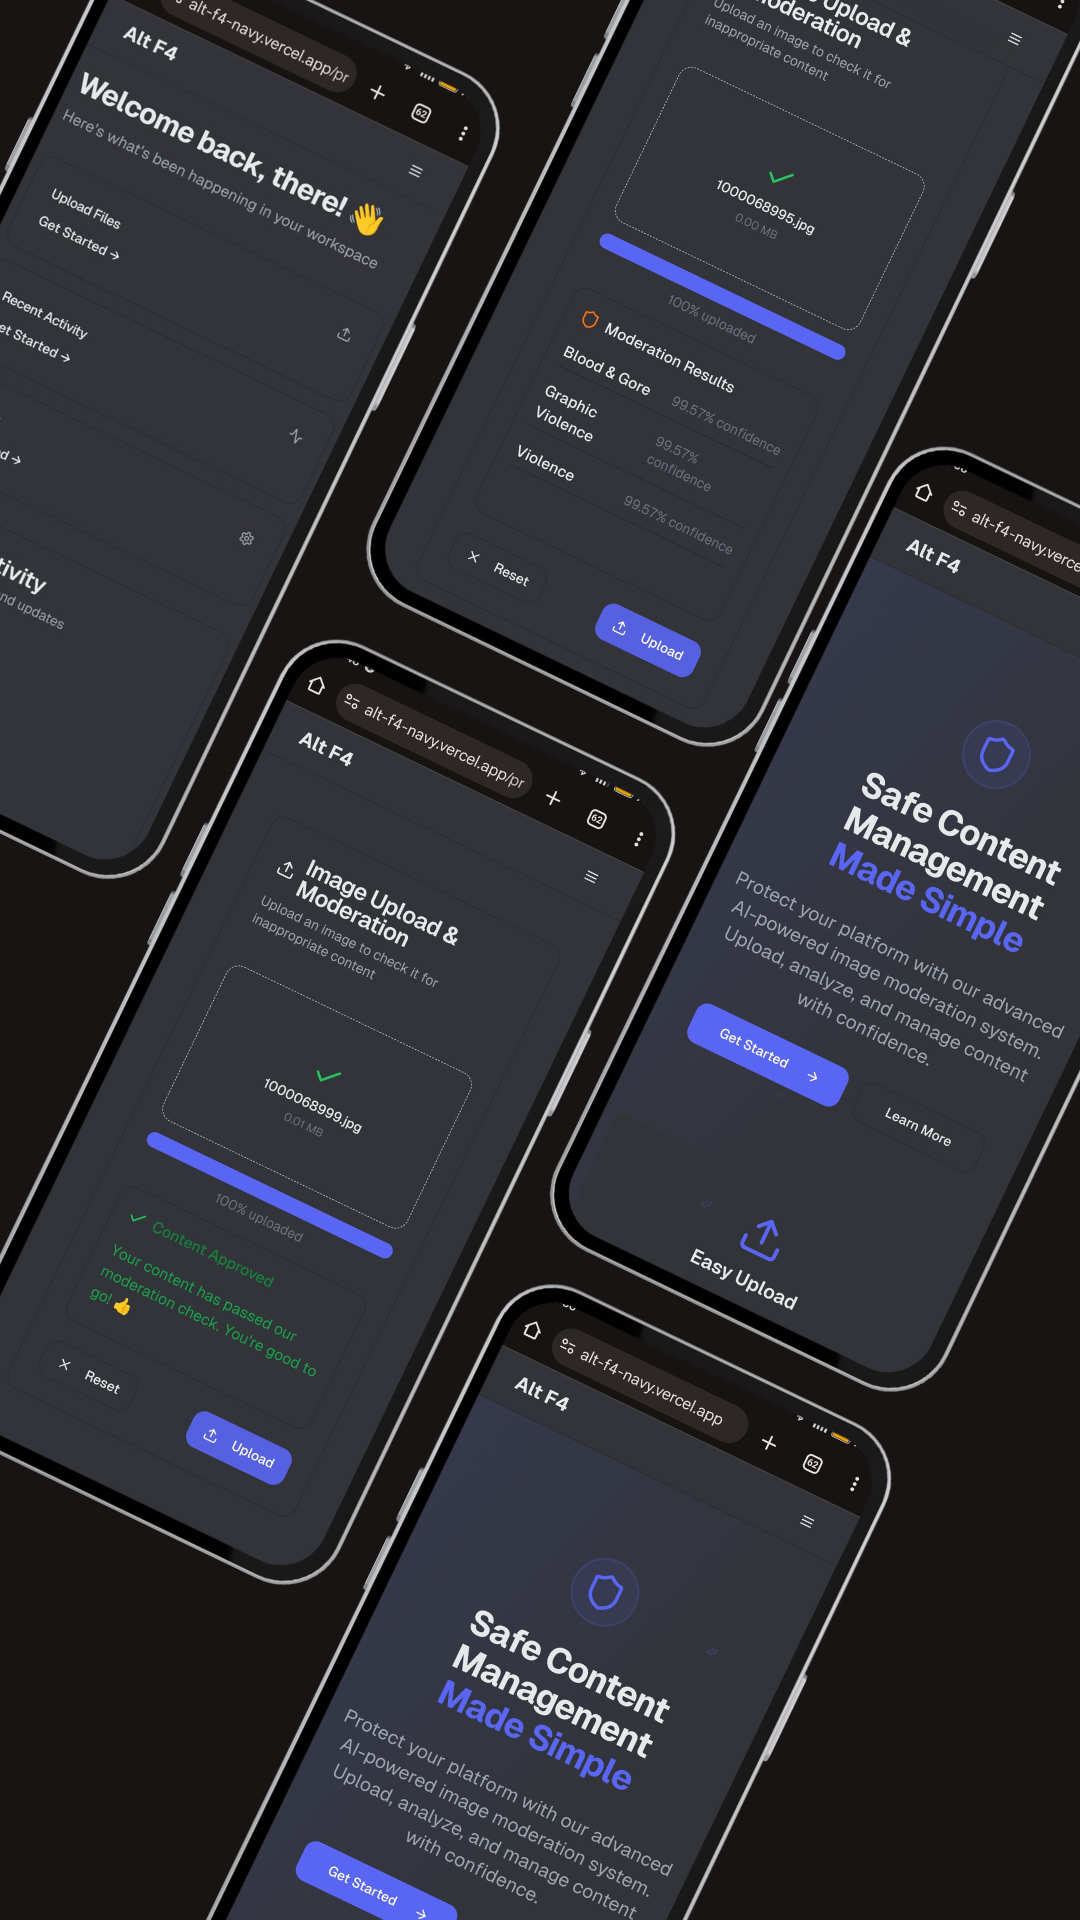 alt-f4-navy.vercel.app/pr
62
Alt F4
Welcome back, there! 👋
Here's what's been happening in your workspace
Upload Files
Get Started →
Recent Activity
et Started →
d →
tivity
nd updates
Upload &
oderation
Upload an image to check it for
inappropriate content
1000068995.jpg
0.00 MB
100% uploaded
Moderation Results
Blood & Gore
99.57% confidence
Graphic
Violence
99.57%
confidence
Violence
99.57% confidence
Reset
Upload
alt-f4-navy.verce
Alt F4
Safe Content
Management
Made Simple
Protect your platform with our advanced
AI-powered image moderation system.
Upload, analyze, and manage content
with confidence.
Get Started →
Learn More
Easy Upload
alt-f4-navy.vercel.app/pr
62
Alt F4
Image Upload &
Moderation
Upload an image to check it for
inappropriate content
1000068999.jpg
0.01 MB
100% uploaded
Content Approved
Your content has passed our
moderation check. You're good to
go! 👍
Reset
Upload
alt-f4-navy.vercel.app
62
Alt F4
Safe Content
Management
Made Simple
Protect your platform with our advanced
AI-powered image moderation system.
Upload, analyze, and manage content
with confidence.
Get Started →